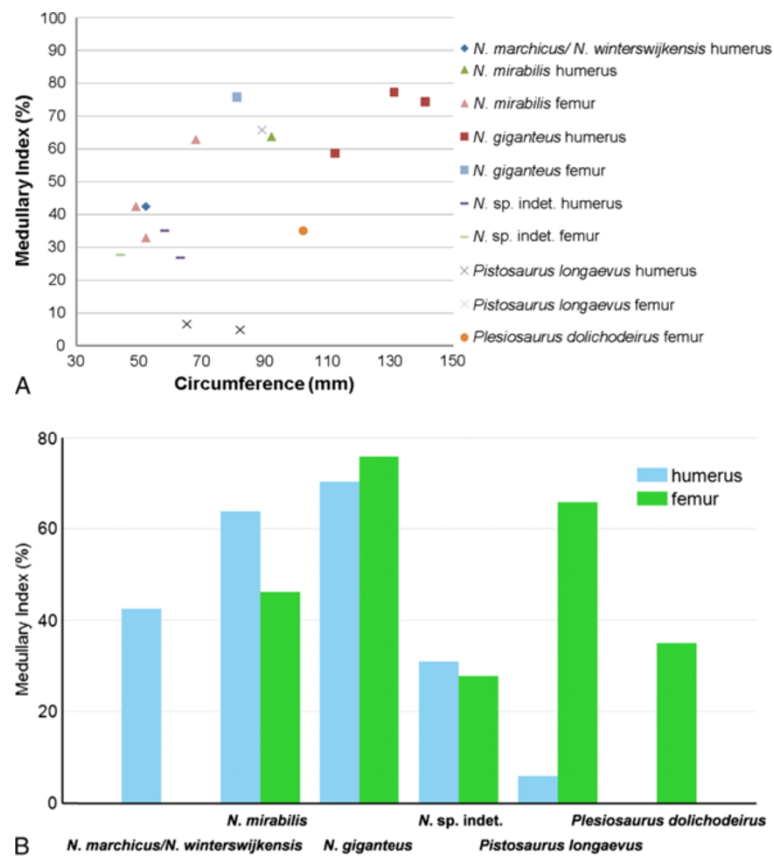 100
90
80
70
60
50
40
30
20
10
0
Medullary Index (%)
30 50 70 90 110 130 150
Circumference (mm)
A
N. marchicus/ N. winterswijkensis humerus
N. mirabilis humerus
N. mirabilis femur
N. giganteus humerus
N. giganteus femur
N. sp. indet. humerus
N. sp. indet. femur
Pistosaurus longaevus humerus
Pistosaurus longaevus femur
Plesiosaurus dolichodeirus femur
80
60
40
20
0
Medullary Index (%)
humerus
femur
N. mirabilis N. sp. indet. Plesiosaurus dolichodeirus
N. marchicus/N. winterswijkensis N. giganteus Pistosaurus longaevus
B